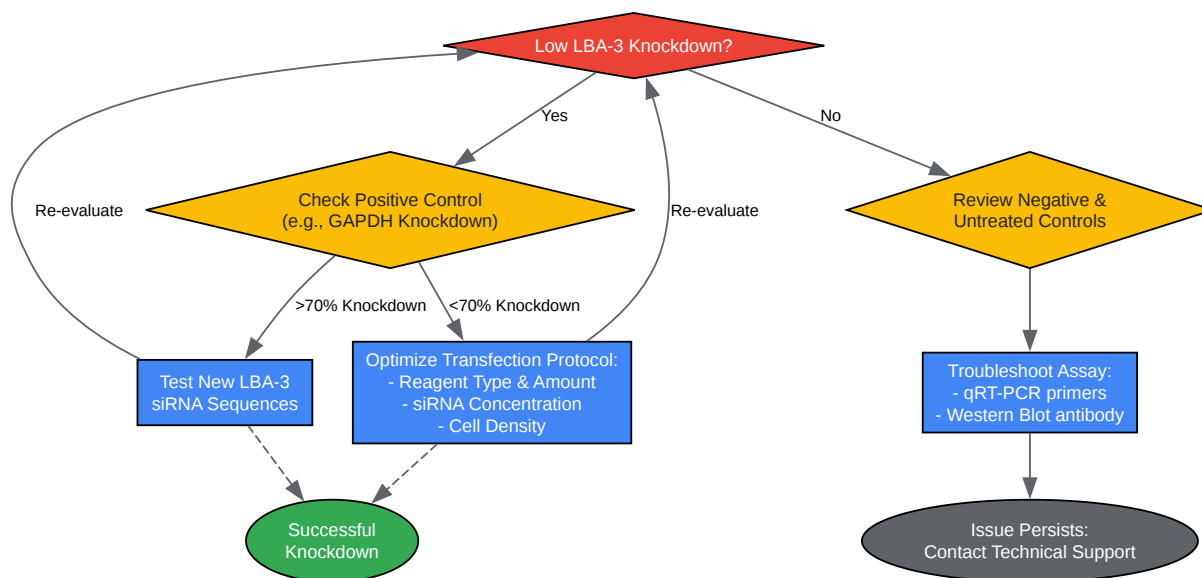 Low LBA-3 Knockdown?
Yes
No
Check Positive Control
(e.g., GAPDH Knockdown)
Review Negative &
Untreated Controls
Re-evaluate
Re-evaluate
>70% Knockdown
<70% Knockdown
Test New LBA-3
siRNA Sequences
Optimize Transfection Protocol:
- Reagent Type & Amount
- siRNA Concentration
- Cell Density
Troubleshoot Assay:
- qRT-PCR primers
- Western Blot antibody
Successful
Knockdown
Issue Persists:
Contact Technical Support